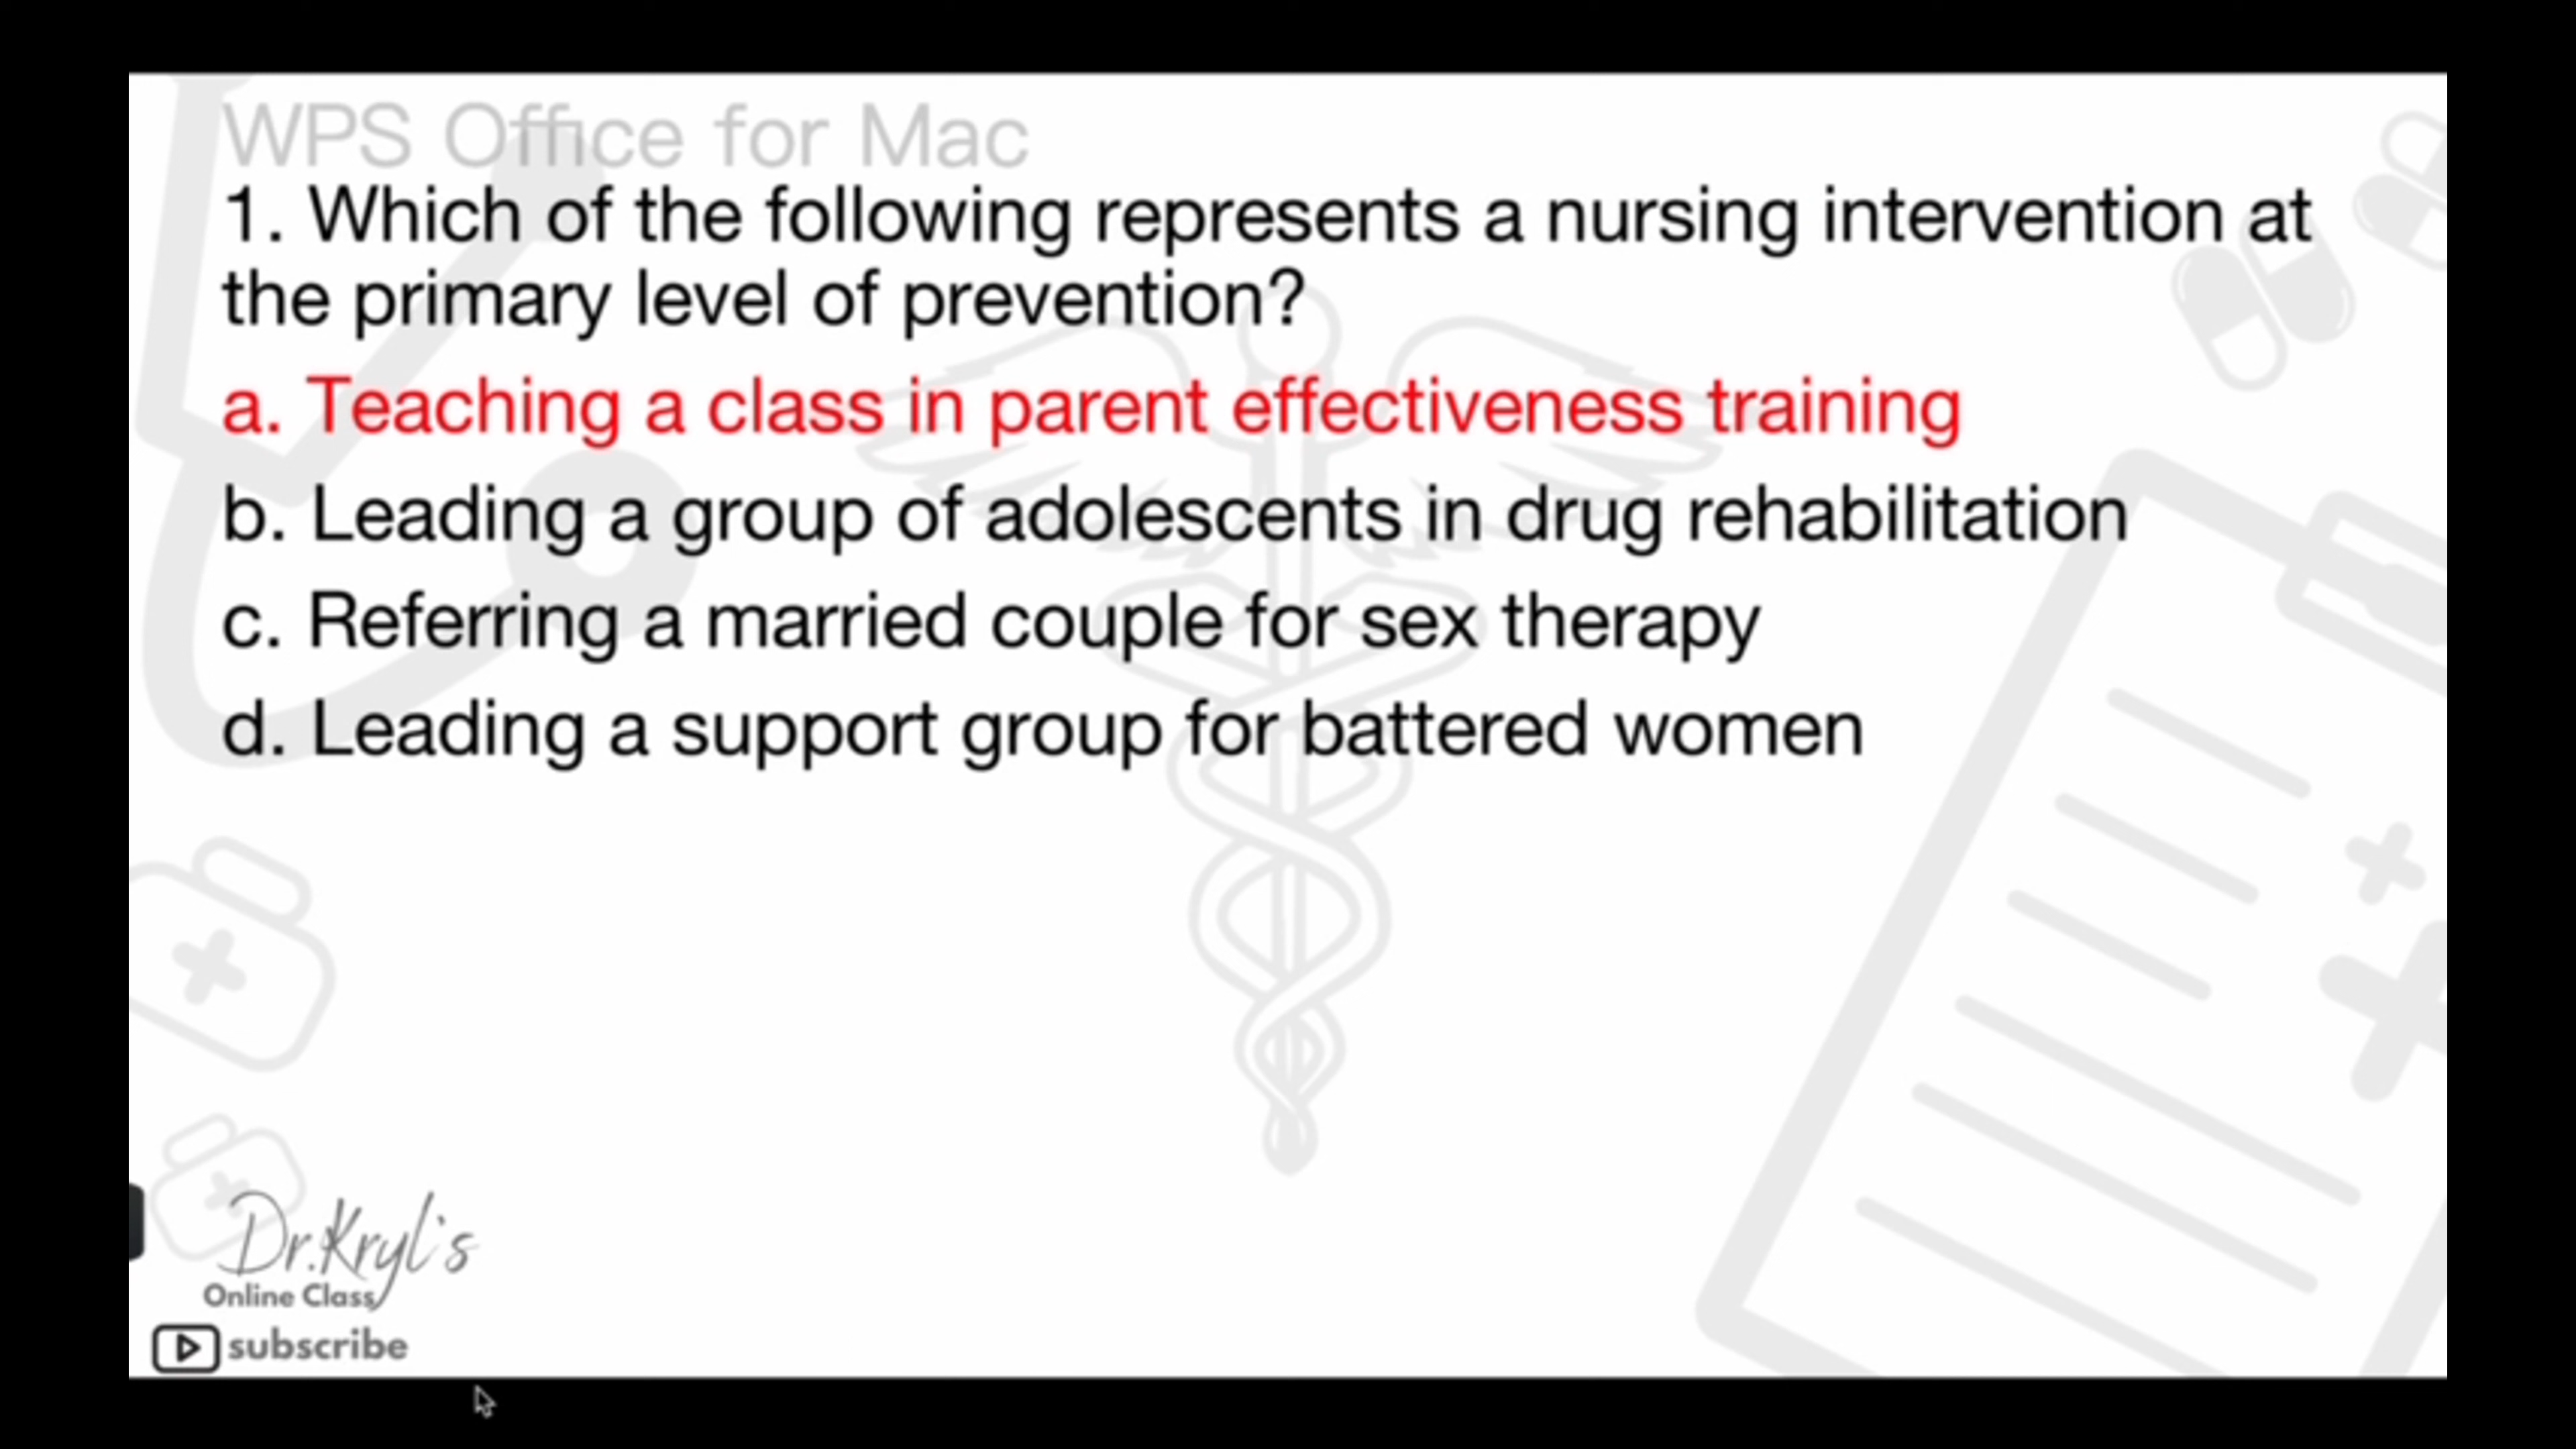 WPS Office for Mac
1. Which of the following represents a nursing intervention at
the primary level of prevention?
a. Teaching a class in parent effectiveness training
b. Leading a group of adolescents in drug rehabilitation
c. Referring a married couple for sex therapy
d. Leading a support group for battered women
Dr.Kryl's
Online Class
subscribe